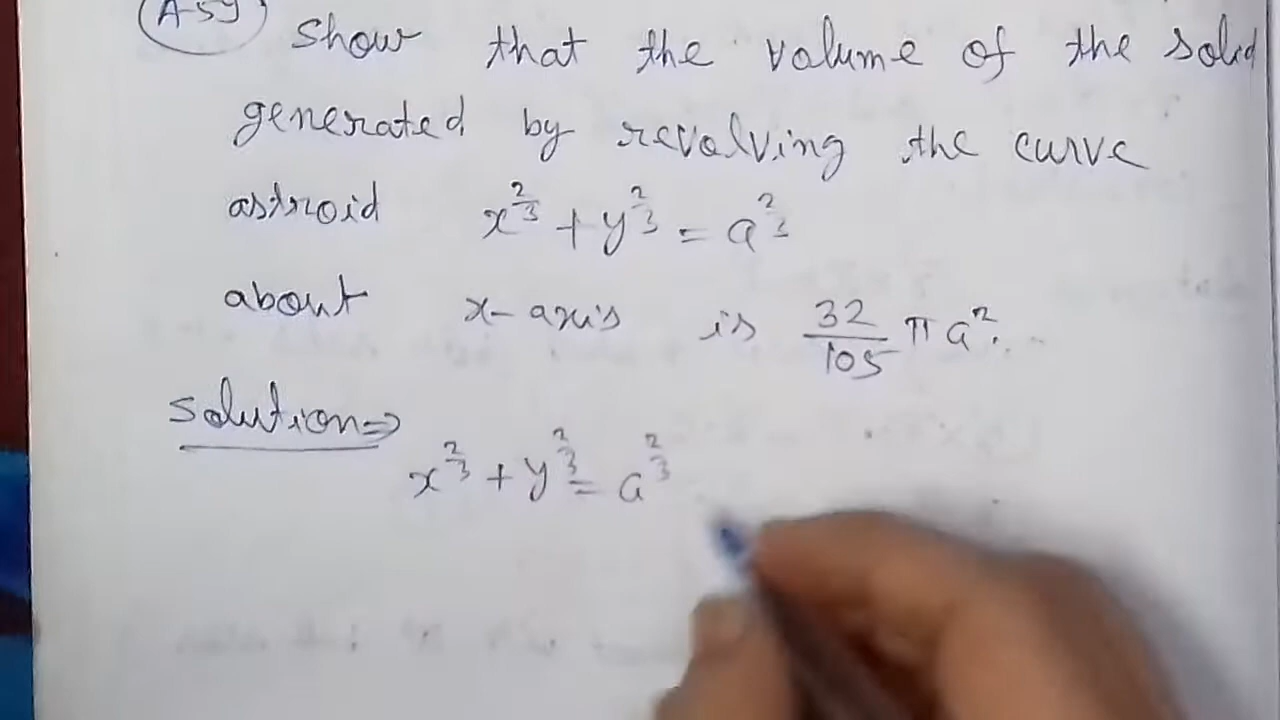 A-59
Show that the volume of the solid
generated by revolving the curve
astroid x^{2/3} + y^{2/3} = a^{2/3}
about x-axis is 32/105 π a^2.
Solution ⇒
x^{2/3} + y^{2/3} = a^{2/3}